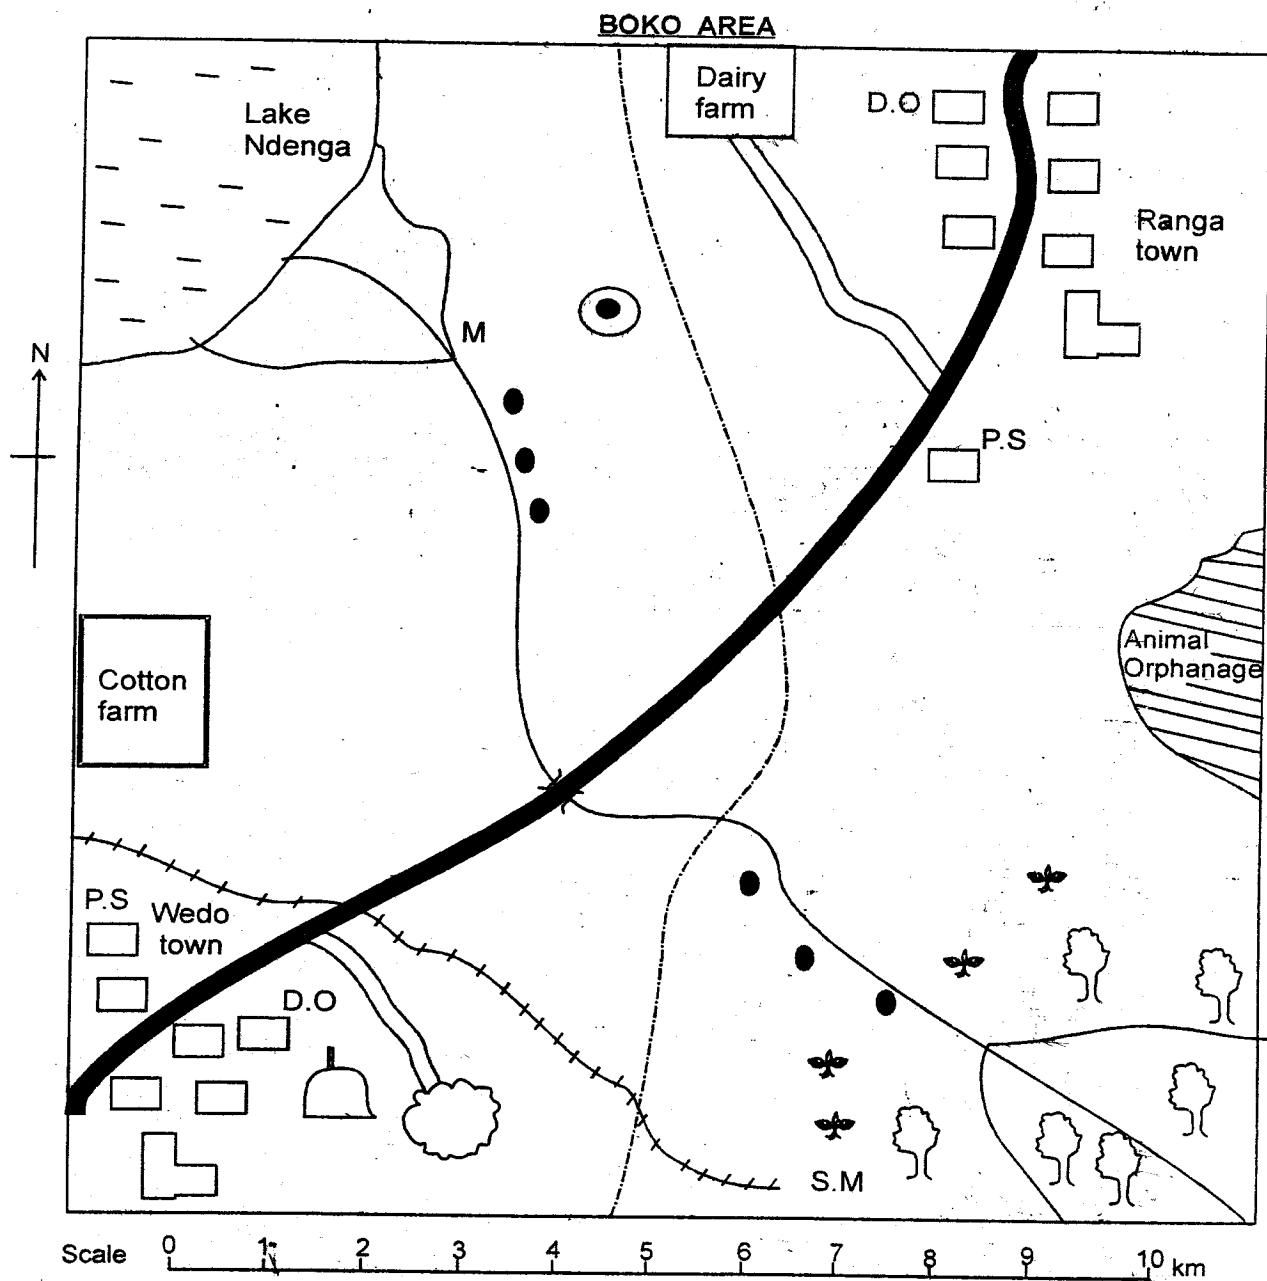 BOKO AREA
Dairy
farm
D.O
Lake
Ndenga
Ranga
town
M
N
P.S
Animal
Orphanage
Cotton
farm
P.S
Wedo
town
D.O
S.M
Scale 0 1 2 3 4 5 6 7 8 9 10 km